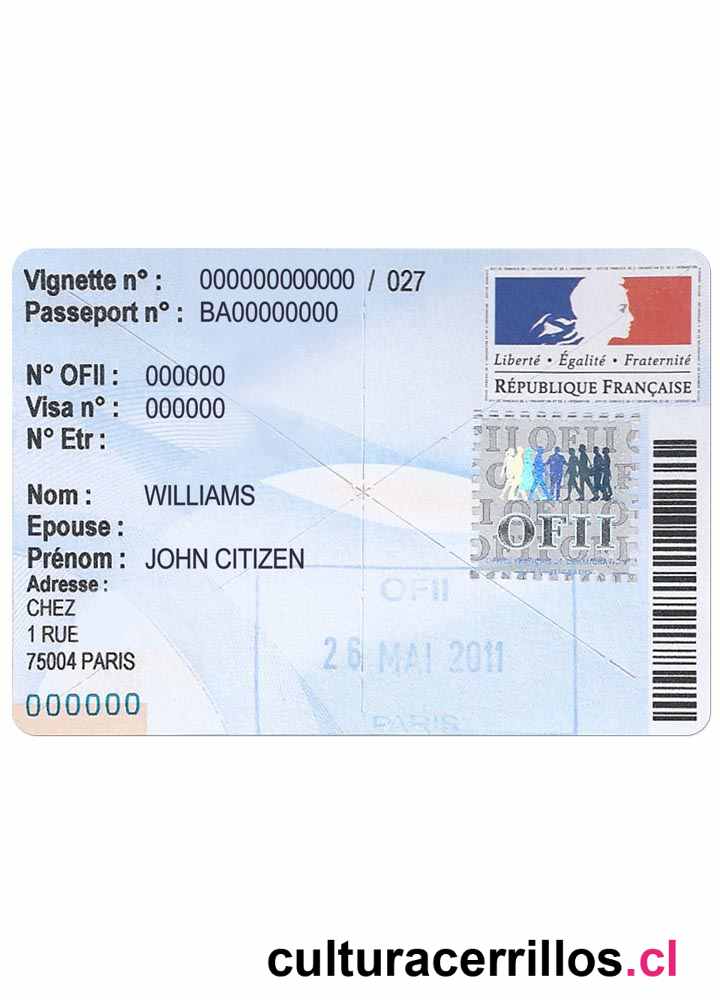 Vignette n° : 000000000000 / 027
Passeport n° : BA00000000
Liberté • Égalité • Fraternité
RÉPUBLIQUE FRANÇAISE
N° OFII : 000000
Visa n° : 000000
N° Etr :
OFII
Nom : WILLIAMS
Epouse :
Prénom : JOHN CITIZEN
Adresse :
CHEZ
1 RUE
75004 PARIS
000000
OFII
26 MAI 2011
PARIS
culturacerrillos.cl